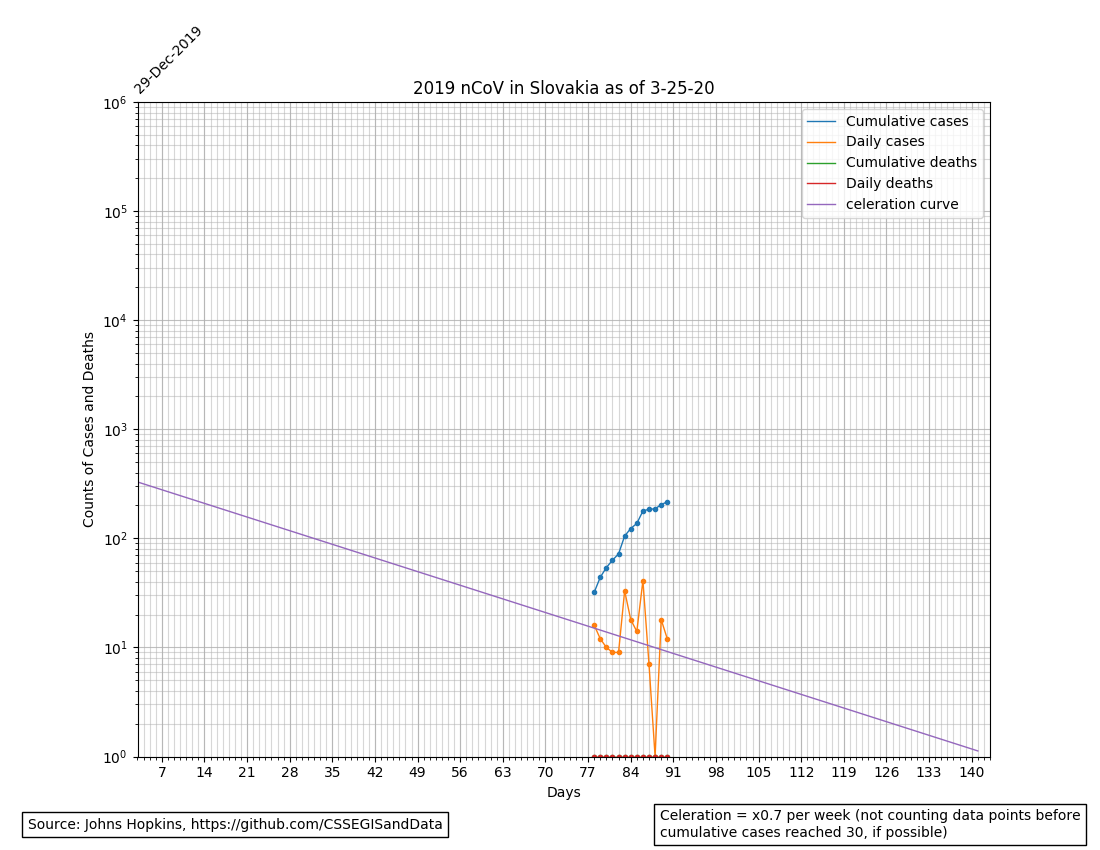 29-Dec-2019
2019 nCoV in Slovakia as of 3-25-20
Cumulative cases
Daily cases
Cumulative deaths
Daily deaths
celeration curve
Counts of Cases and Deaths
10^6
10^5
10^4
10^3
10^2
10^1
10^0
7 14 21 28 35 42 49 56 63 70 77 84 91 98 105 112 119 126 133 140
Days
Source: Johns Hopkins, https://github.com/CSSEGISandData
Celeration = x0.7 per week (not counting data points before
cumulative cases reached 30, if possible)